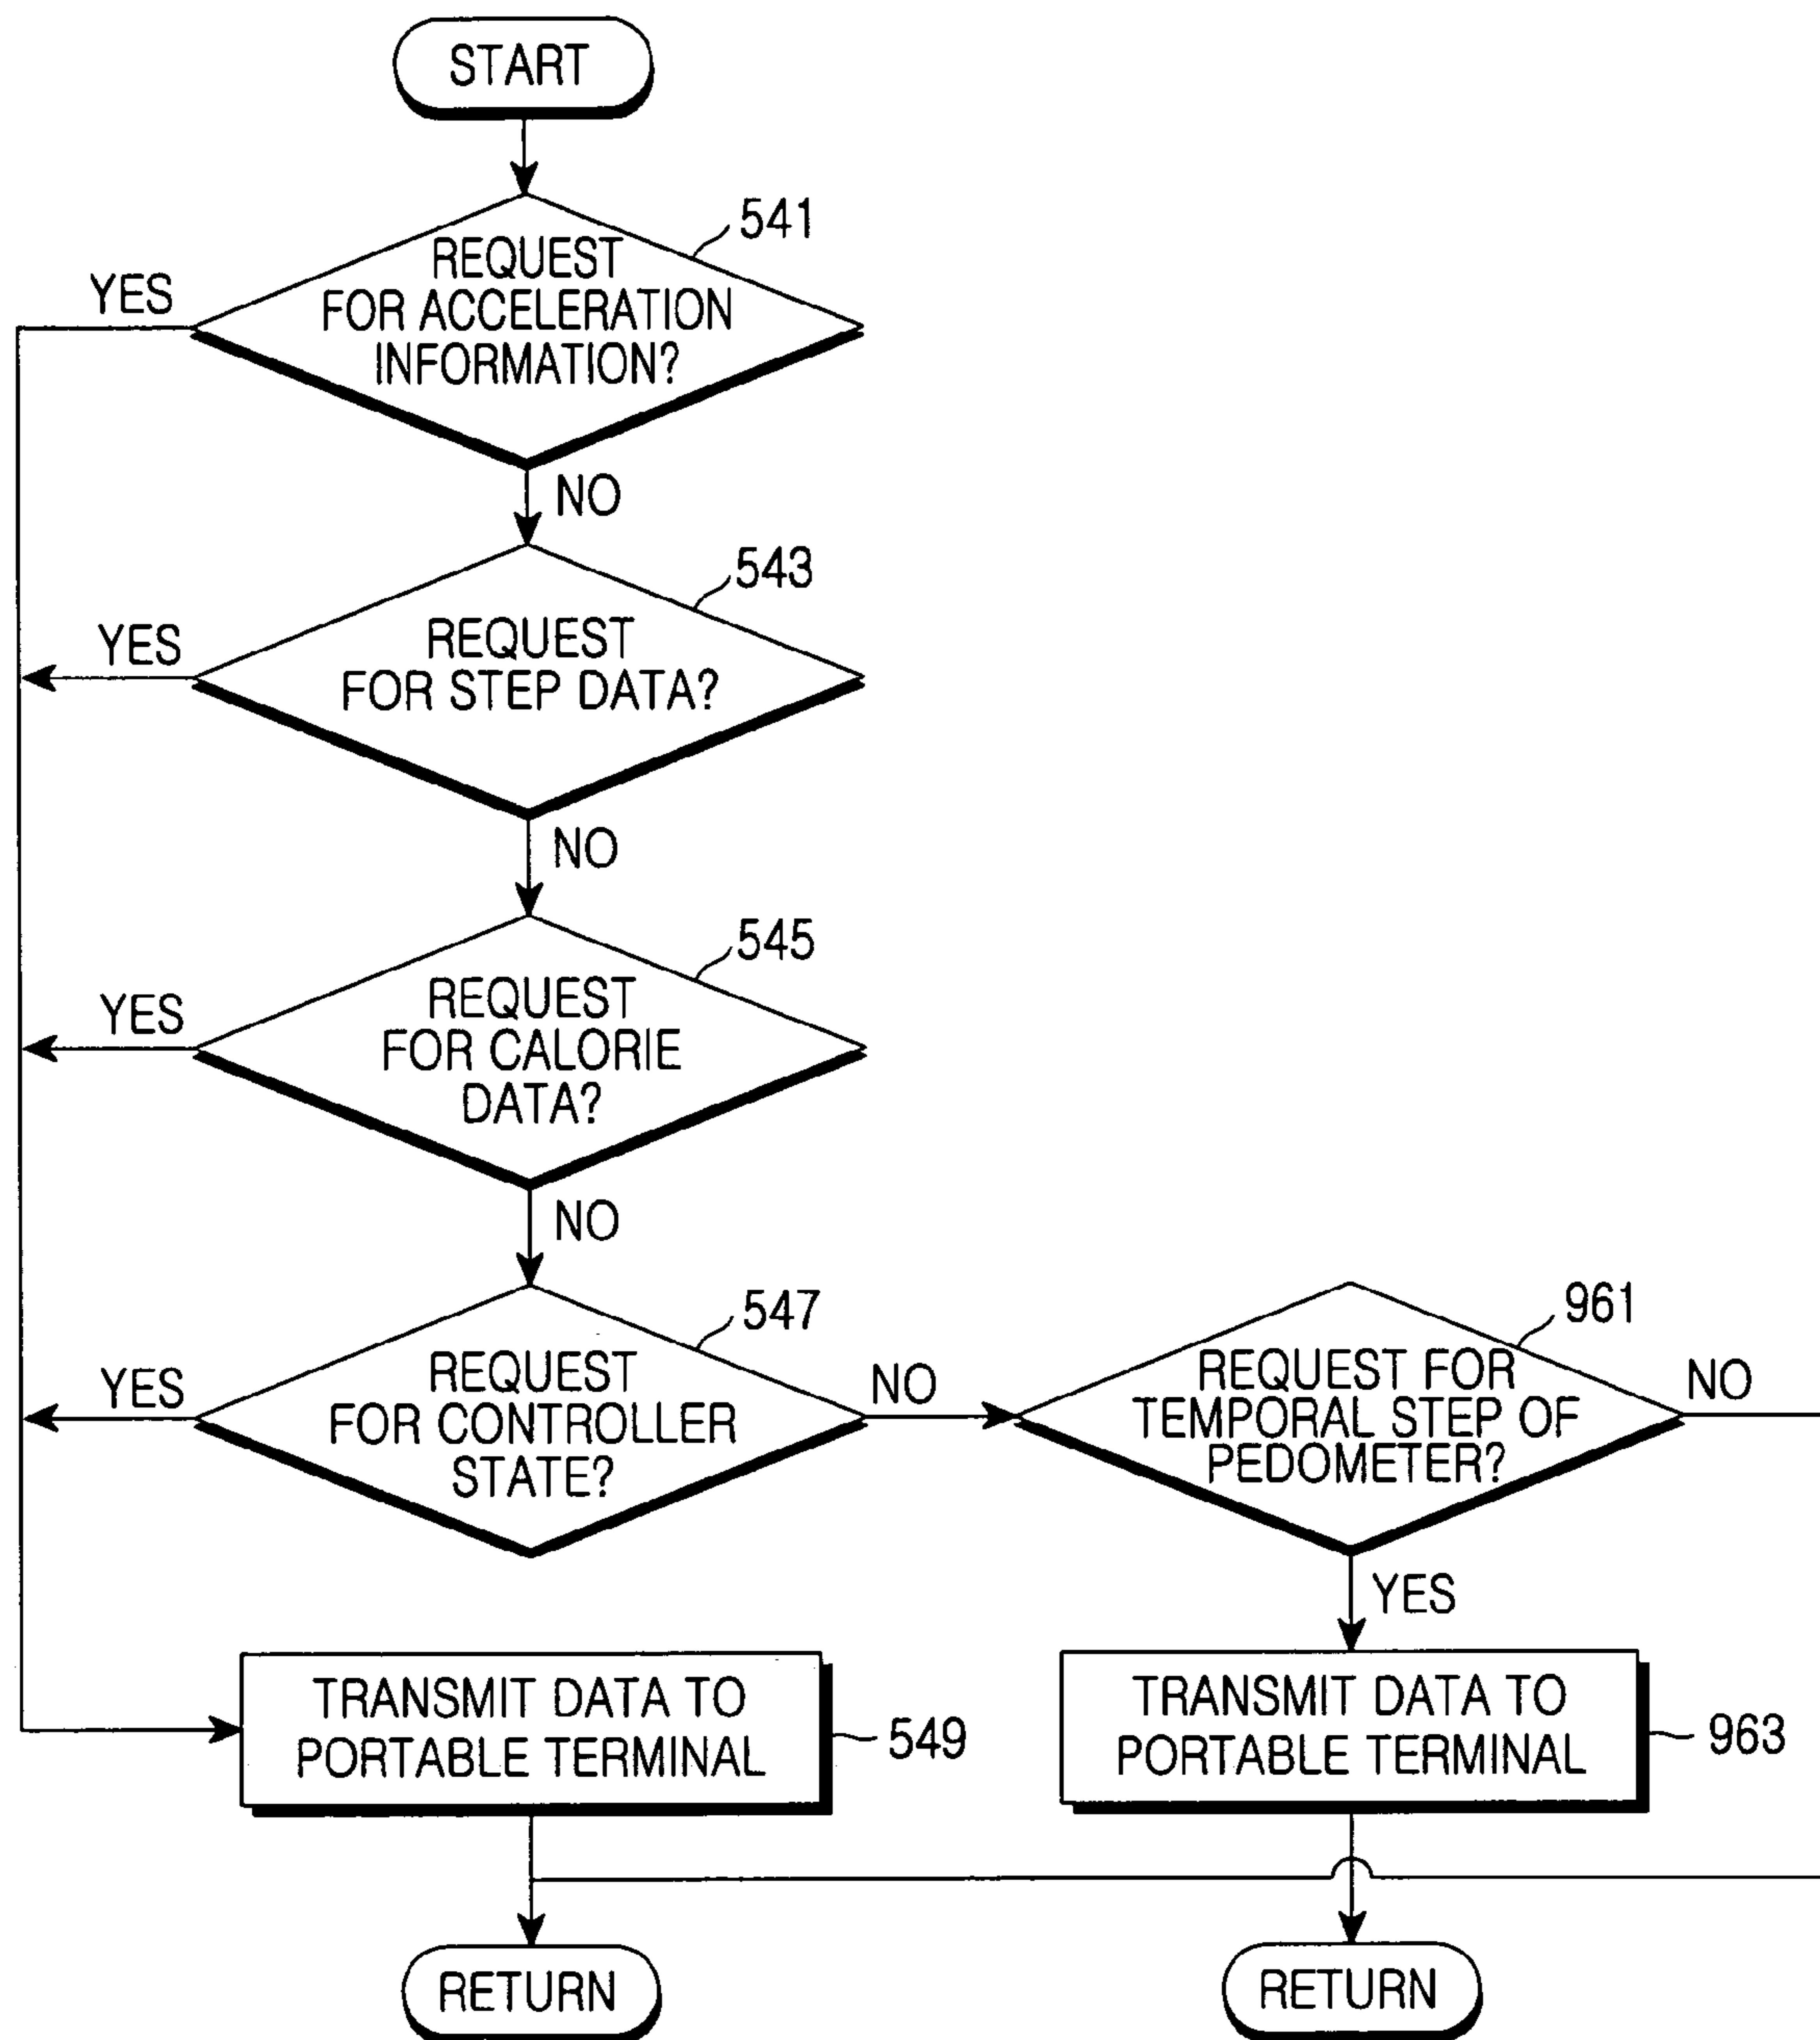 START
541
REQUEST
FOR ACCELERATION
INFORMATION?
YES
NO
543
REQUEST
FOR STEP DATA?
YES
NO
545
REQUEST
FOR CALORIE
DATA?
YES
NO
547
REQUEST
FOR CONTROLLER
STATE?
YES
NO
961
REQUEST FOR
TEMPORAL STEP OF
PEDOMETER?
NO
YES
TRANSMIT DATA TO
PORTABLE TERMINAL
549
TRANSMIT DATA TO
PORTABLE TERMINAL
963
RETURN
RETURN